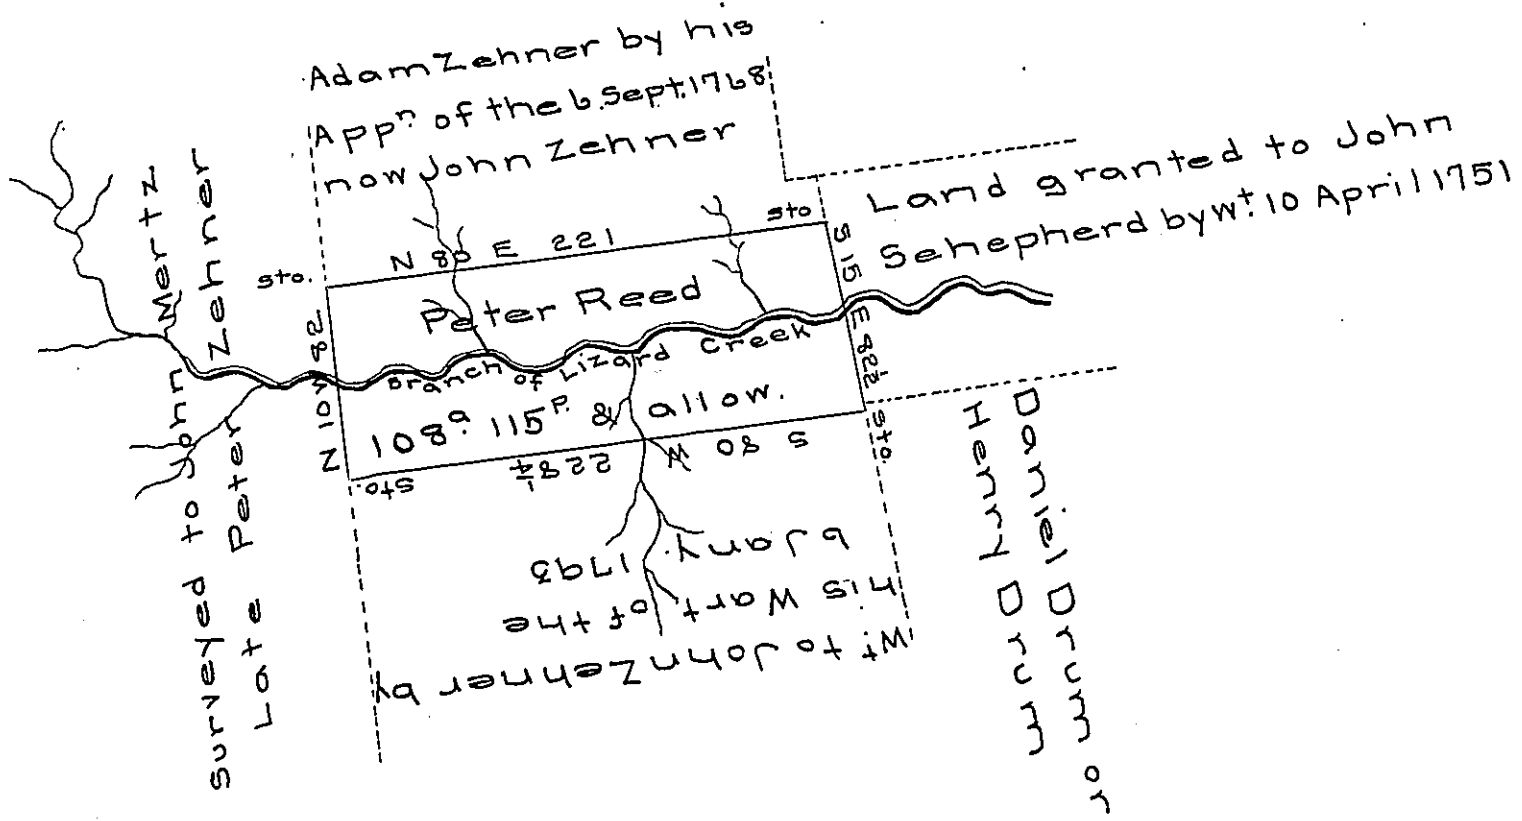 Adam Zehner by his
Appn. of the 6. Sept. 1768
now John Zehner
Land granted to John
Sehepherd by Wt. 10 April 1751
Surveyed to John Mertz
Late Peter Zehner
sto.
N 80 E 221
sto
S 15 E 82½
Peter Reed
Branch of Lizard Creek
108a. 115P. & allow.
N 10 W 82
sto.
S 80 W 228¼
sto.
Wt. to John Zehner by
his Wart. of the
6 Jany. 1793
Daniel Drum or
Henry Drum